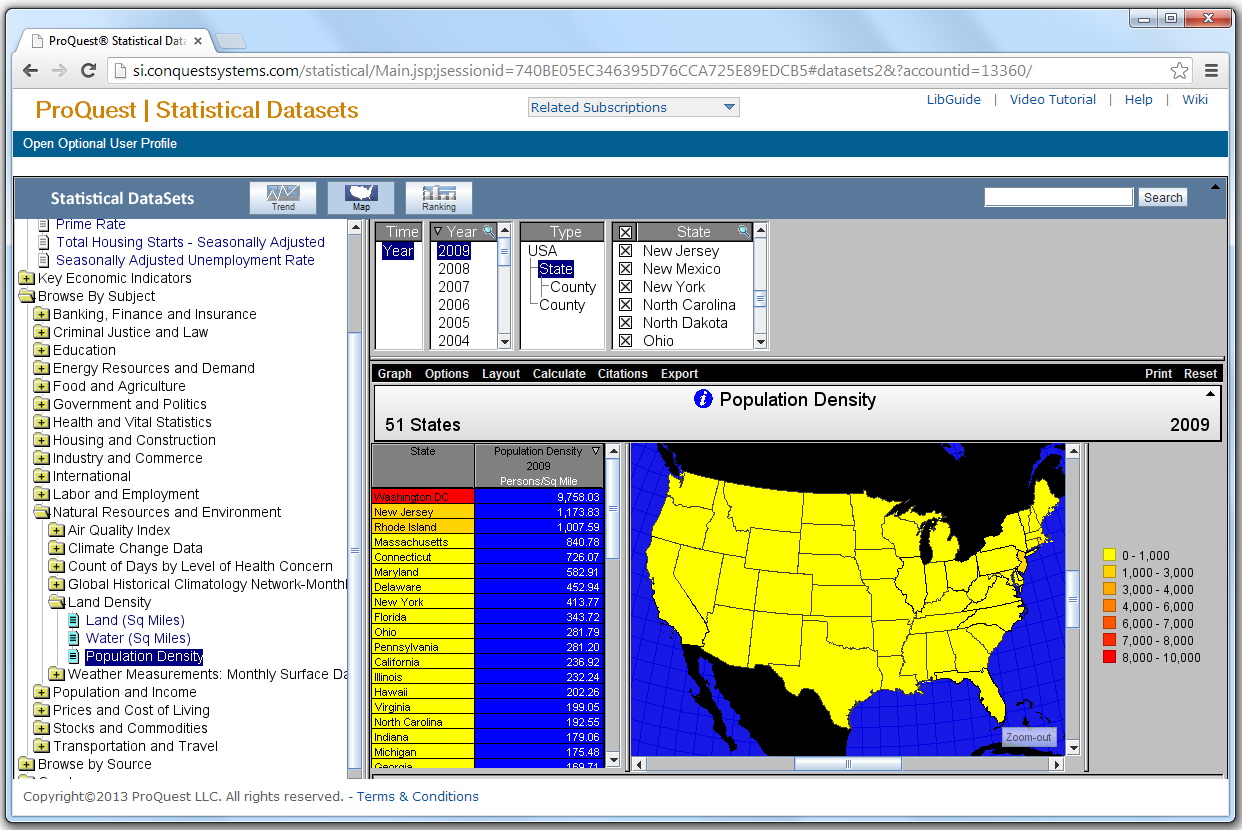 ProQuest® Statistical Data
si.conquestsystems.com/statistical/Main.jsp;jsessionid=740BE05EC346395D76CCA725E89EDCB5#datasets2&?accountid=13360/
ProQuest | Statistical Datasets
Related Subscriptions
LibGuide | Video Tutorial | Help | Wiki
Open Optional User Profile
Statistical DataSets
Trend
Map
Ranking
Search
Prime Rate
Total Housing Starts - Seasonally Adjusted
Seasonally Adjusted Unemployment Rate
Key Economic Indicators
Browse By Subject
Banking, Finance and Insurance
Criminal Justice and Law
Education
Energy Resources and Demand
Food and Agriculture
Government and Politics
Health and Vital Statistics
Housing and Construction
Industry and Commerce
International
Labor and Employment
Natural Resources and Environment
Air Quality Index
Climate Change Data
Count of Days by Level of Health Concern
Global Historical Climatology Network-Monthl
Land Density
Land (Sq Miles)
Water (Sq Miles)
Population Density
Weather Measurements: Monthly Surface Da
Population and Income
Prices and Cost of Living
Stocks and Commodities
Transportation and Travel
Browse by Source
Time
Year
Year
2009
2008
2007
2006
2005
2004
Type
USA
State
County
County
State
New Jersey
New Mexico
New York
North Carolina
North Dakota
Ohio
Graph Options Layout Calculate Citations Export Print Reset
Population Density
51 States 2009
State Population Density
2009
Persons/Sq Mile
Washington DC 9,758.03
New Jersey 1,173.83
Rhode Island 1,007.59
Massachusetts 840.78
Connecticut 726.07
Maryland 582.91
Delaware 452.94
New York 413.77
Florida 343.72
Ohio 281.79
Pennsylvania 281.20
California 236.92
Illinois 232.24
Hawaii 202.26
Virginia 199.05
North Carolina 192.55
Indiana 179.06
Michigan 175.48
Georgia 169.71
Zoom-out
0 - 1,000
1,000 - 3,000
3,000 - 4,000
4,000 - 6,000
6,000 - 7,000
7,000 - 8,000
8,000 - 10,000
Copyright©2013 ProQuest LLC. All rights reserved. - Terms & Conditions